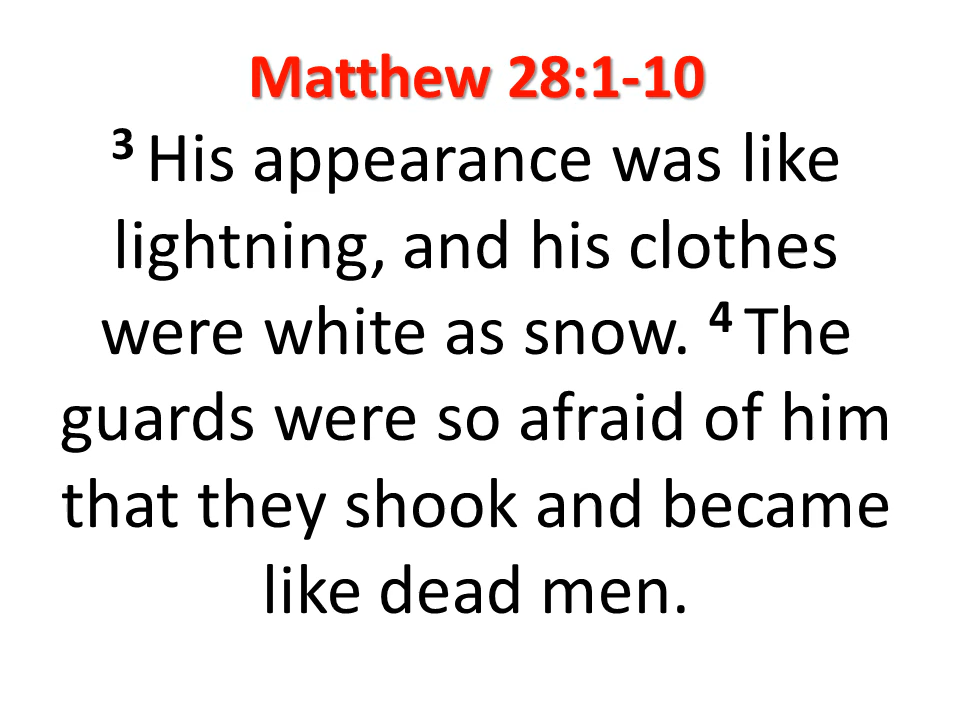 Matthew 28:1-10
3 His appearance was like
lightning, and his clothes
were white as snow. 4 The
guards were so afraid of him
that they shook and became
like dead men.